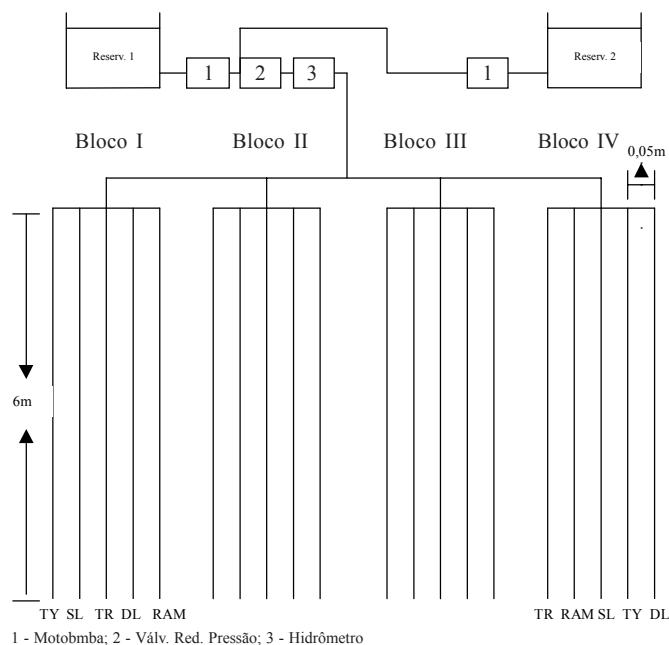 Reserv. 1
1
2
3
1
Reserv. 2
Bloco I
Bloco II
Bloco III
Bloco IV
0,05m
6m
TY SL TR DL RAM
TR RAM SL TY DL
1 - Motobmba; 2 - Válv. Red. Pressão; 3 - Hidrômetro